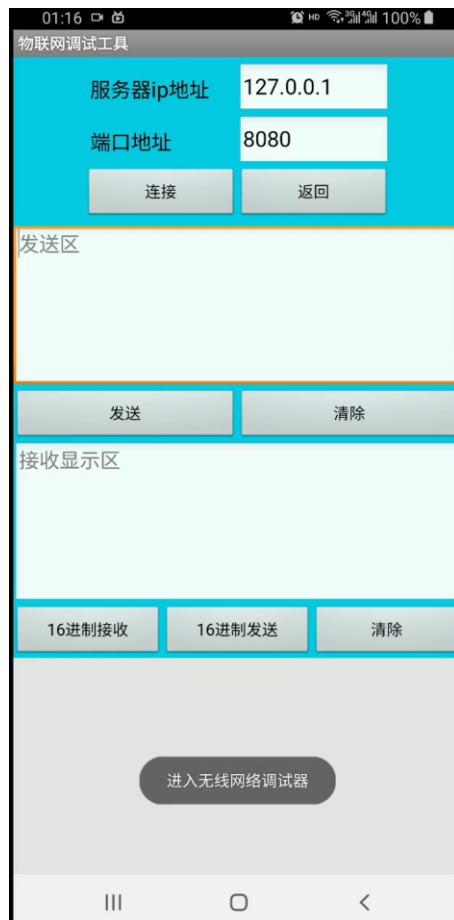 01:16 HD 3G 4G 100%
物联网调试工具
服务器ip地址 127.0.0.1
端口地址 8080
连接 返回
发送区
发送 清除
接收显示区
16进制接收 16进制发送 清除
进入无线网络调试器